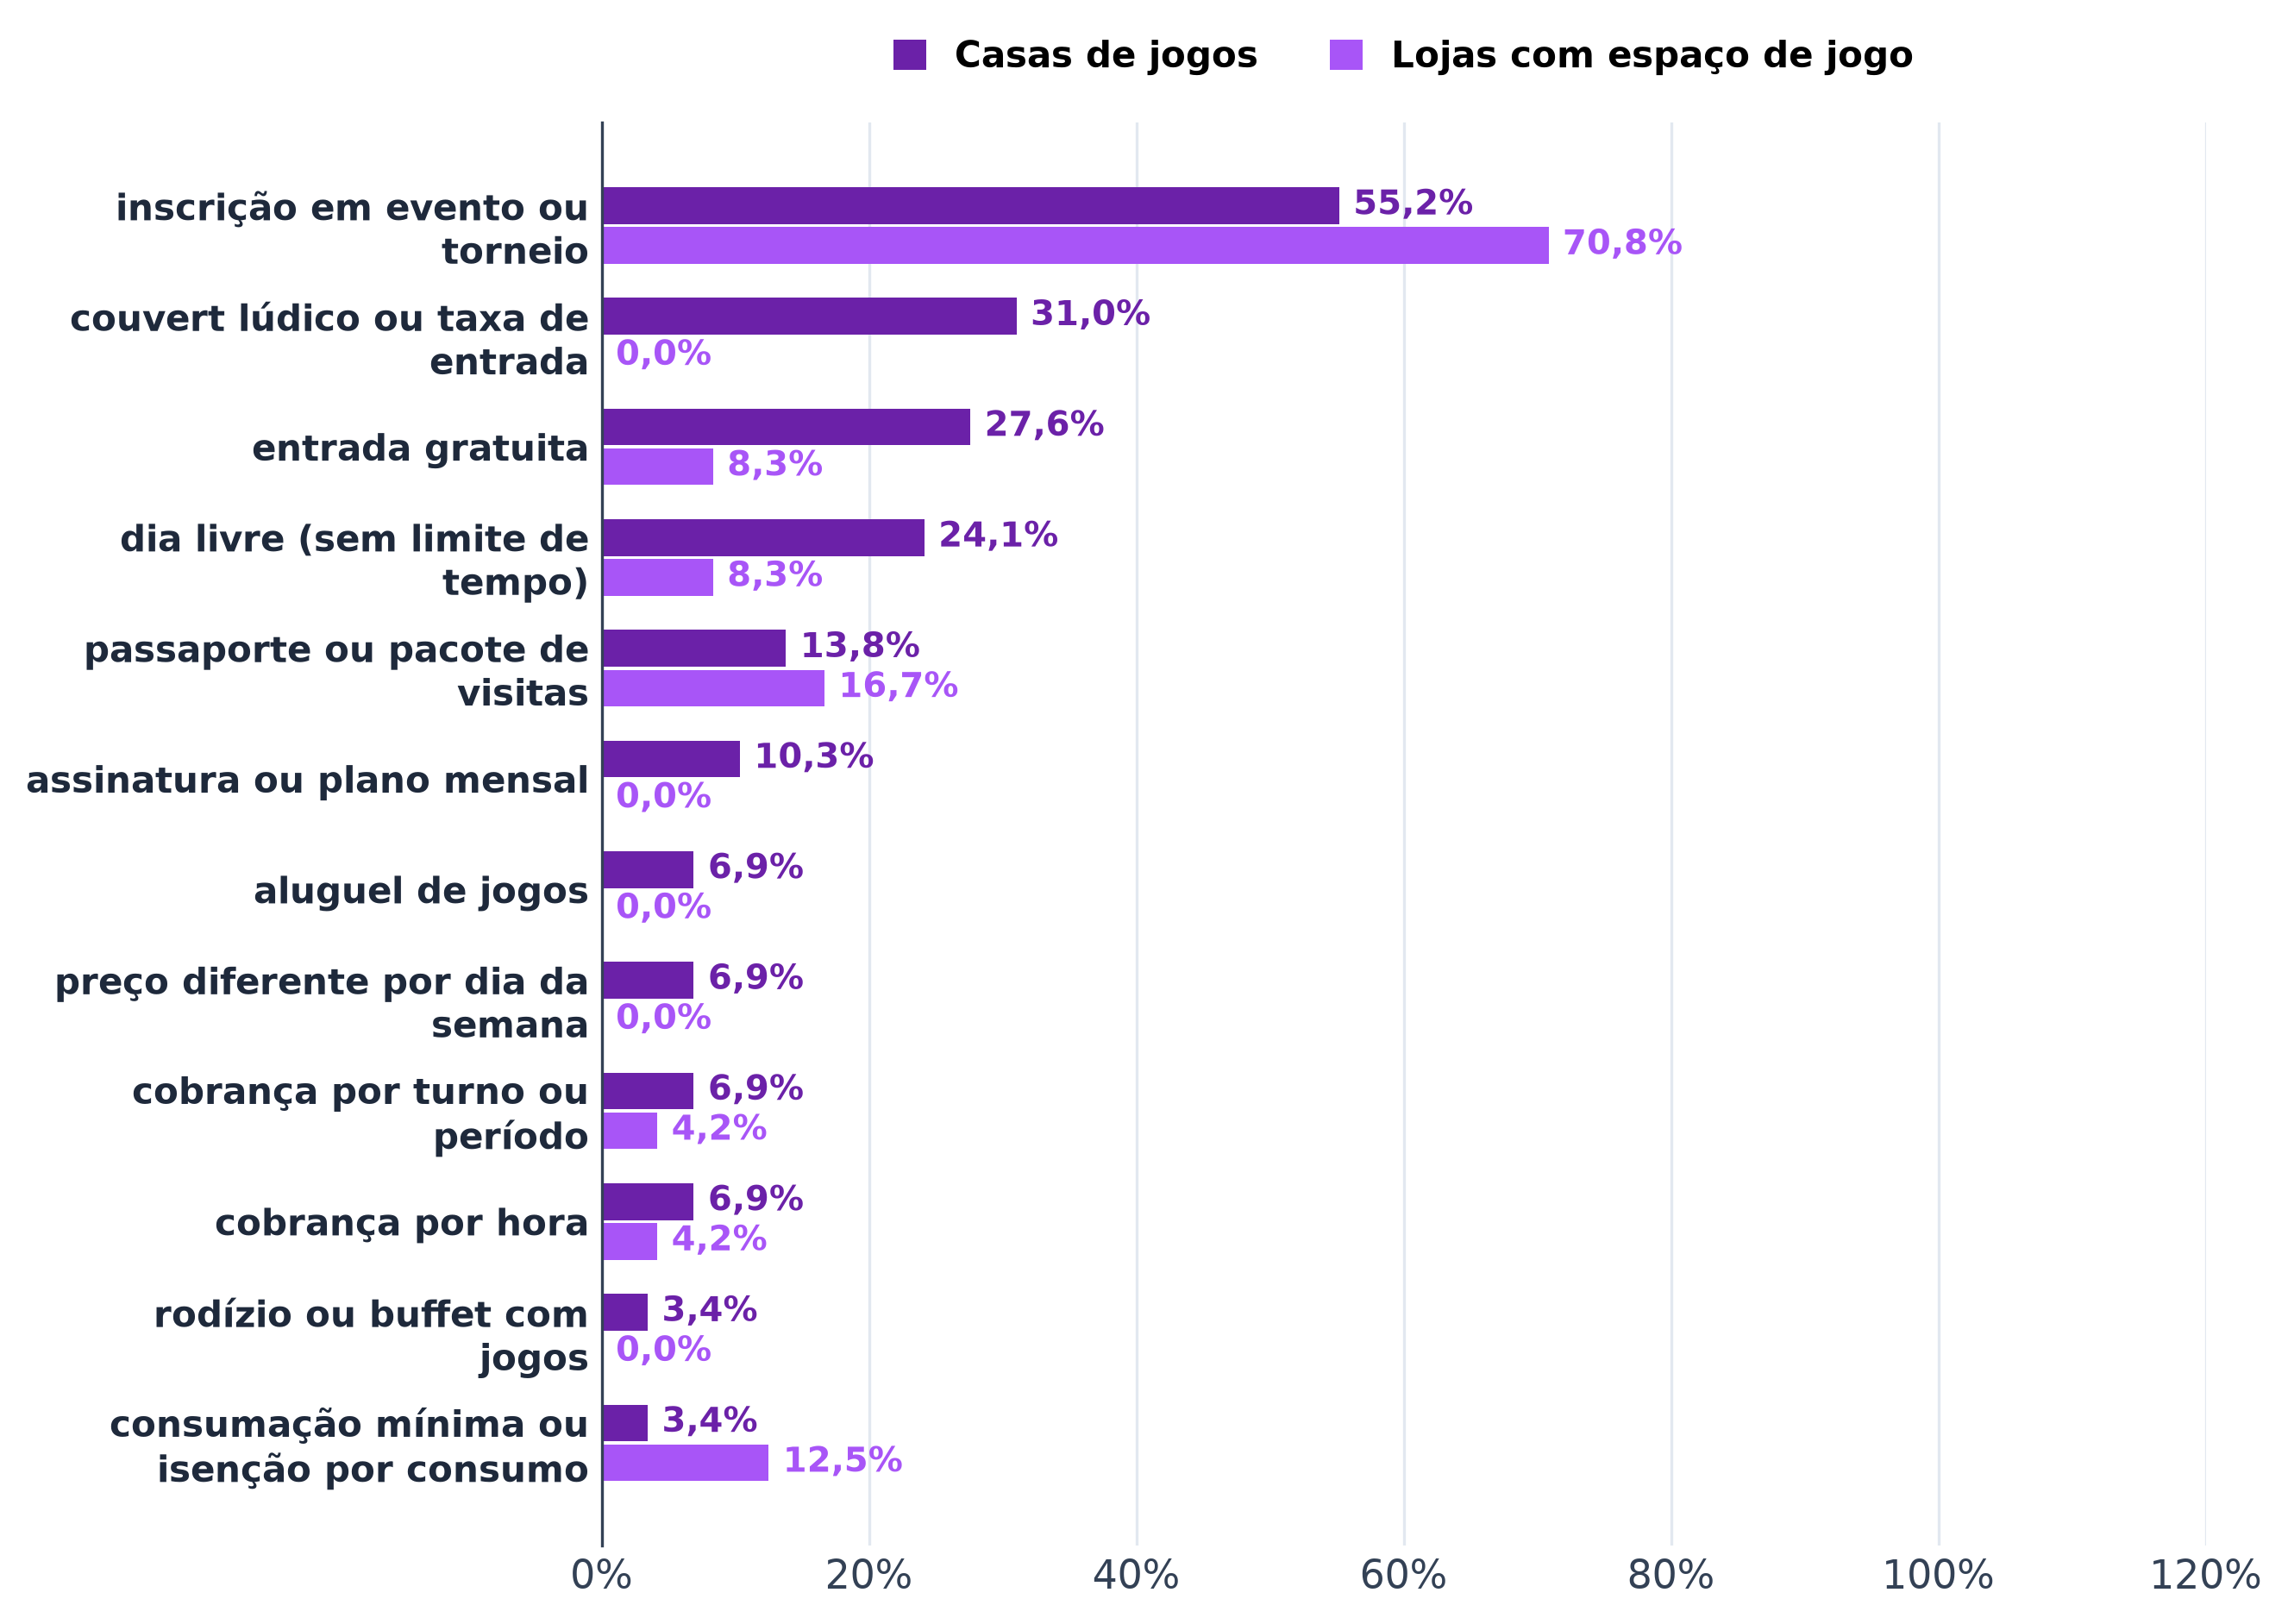 Casas de jogos
Lojas com espaço de jogo
inscrição em evento ou
torneio
55,2%
70,8%
couvert lúdico ou taxa de
entrada
31,0%
0,0%
entrada gratuita
27,6%
8,3%
dia livre (sem limite de
tempo)
24,1%
8,3%
passaporte ou pacote de
visitas
13,8%
16,7%
assinatura ou plano mensal
10,3%
0,0%
aluguel de jogos
6,9%
0,0%
preço diferente por dia da
semana
6,9%
0,0%
cobrança por turno ou
período
6,9%
4,2%
cobrança por hora
6,9%
4,2%
rodízio ou buffet com
jogos
3,4%
0,0%
consumação mínima ou
isenção por consumo
3,4%
12,5%
0%
20%
40%
60%
80%
100%
120%